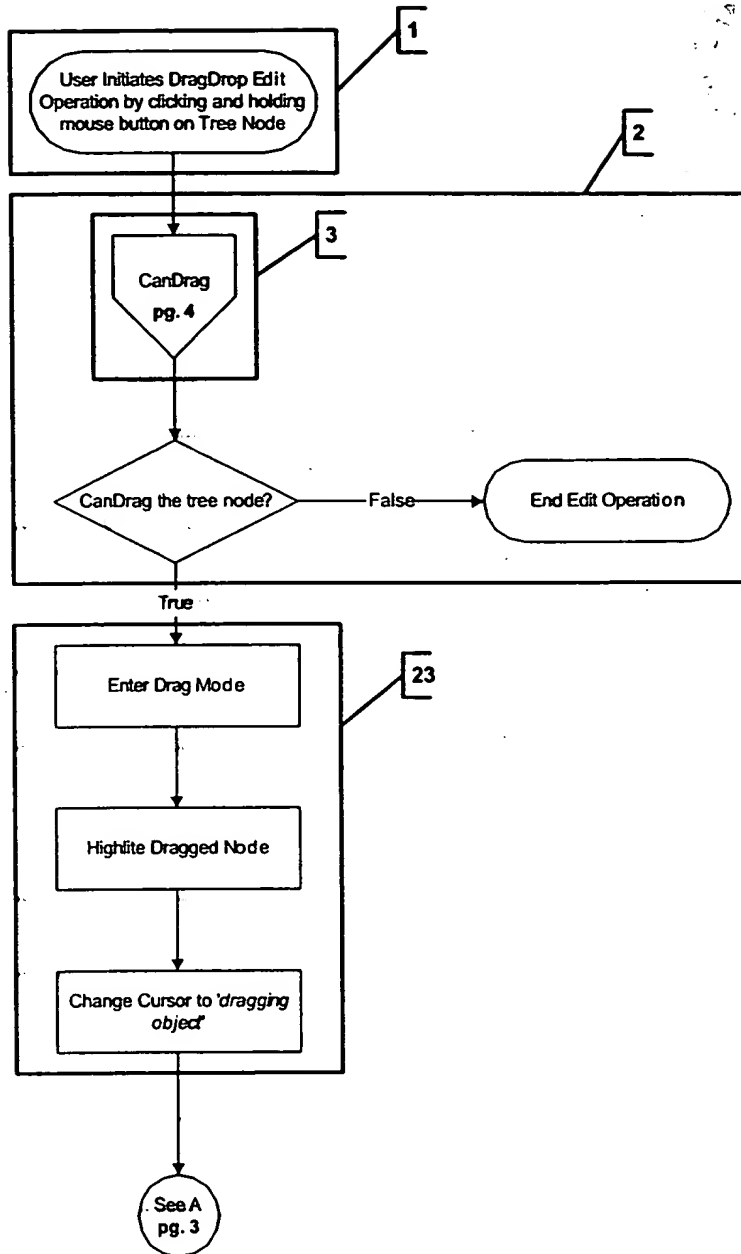 1
User Initiates DragDrop Edit
Operation by clicking and holding
mouse button on Tree Node
2
3
CanDrag
pg. 4
CanDrag the tree node?
False
End Edit Operation
True
23
Enter Drag Mode
Highlite Dragged Node
Change Cursor to 'dragging
object'
See A
pg. 3